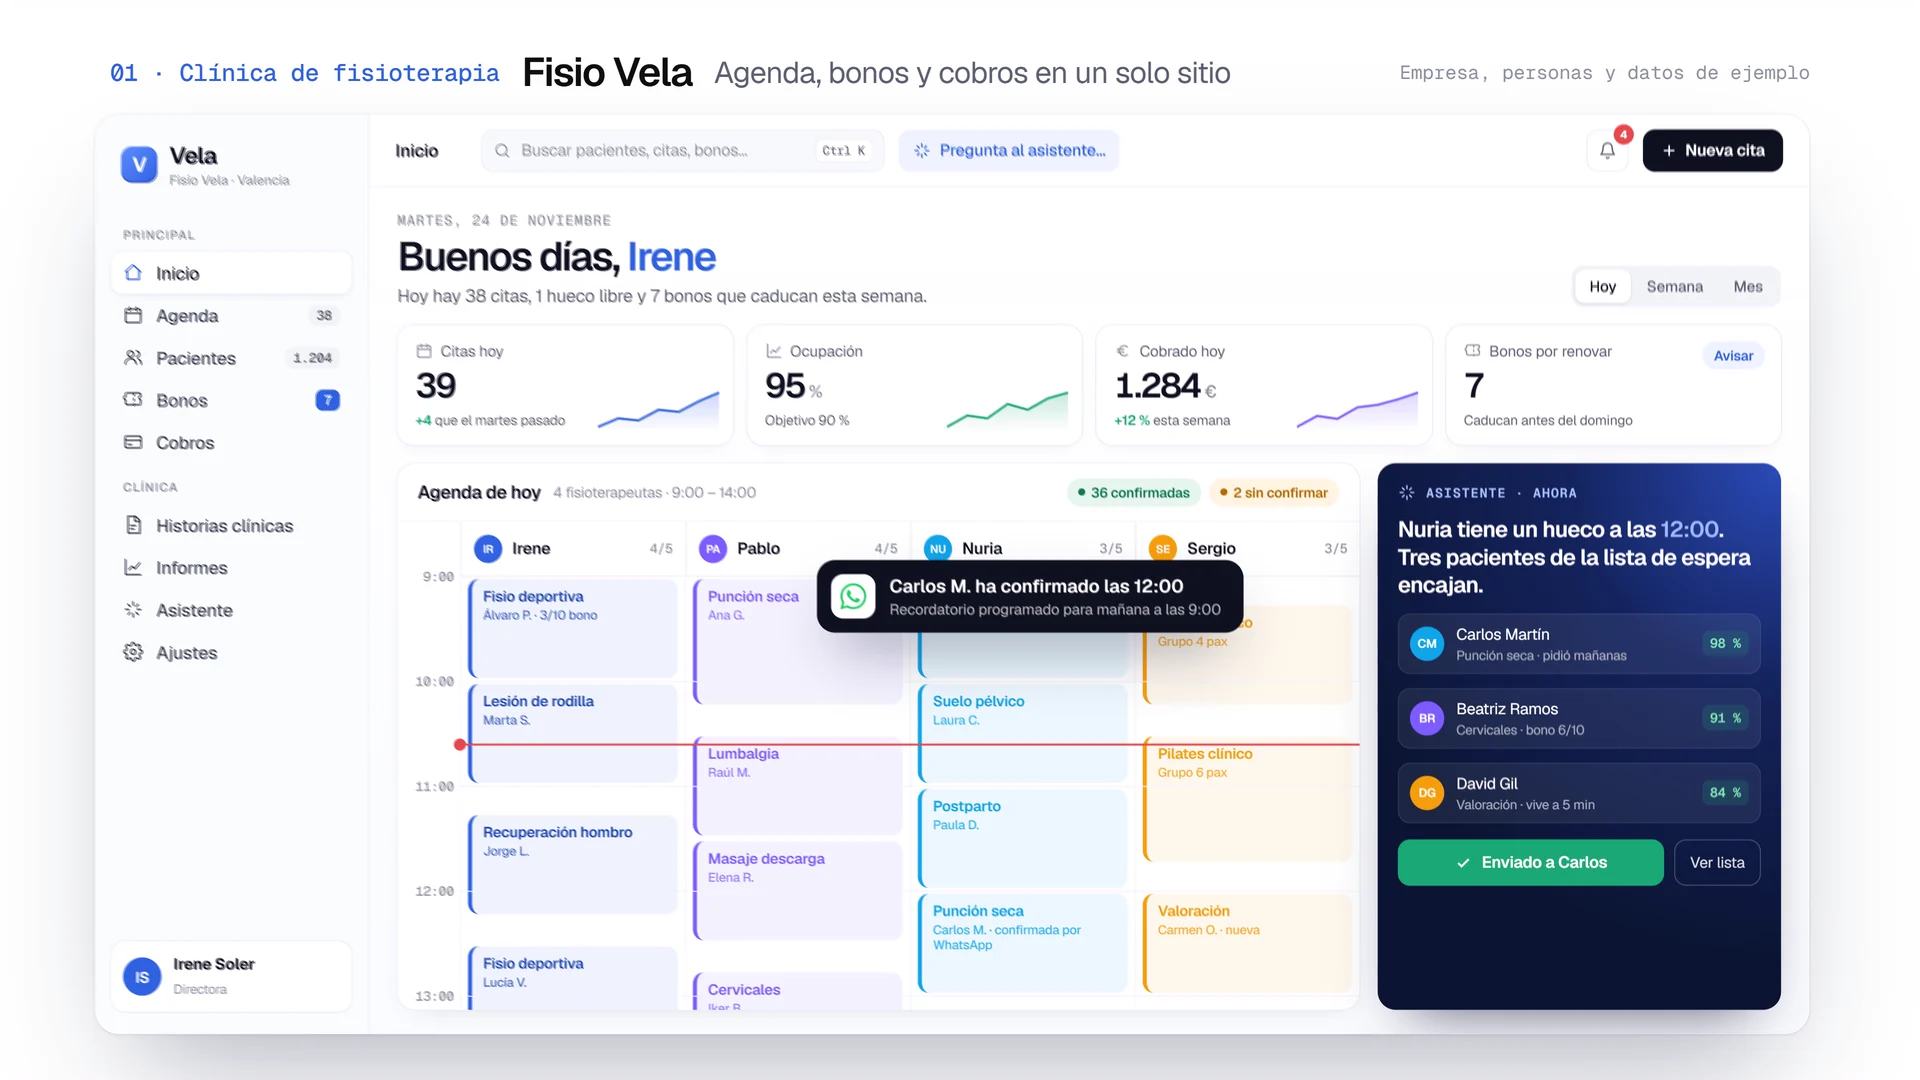 01 · Clínica de fisioterapia Fisio Vela Agenda, bonos y cobros en un solo sitio
Empresa, personas y datos de ejemplo
V Vela
Fisio Vela · Valencia
PRINCIPAL
Inicio
Agenda 38
Pacientes 1.204
Bonos 7
Cobros
CLÍNICA
Historias clínicas
Informes
Asistente
Ajustes
IS Irene Soler
Directora
Inicio
Buscar pacientes, citas, bonos... Ctrl K
Pregunta al asistente...
4
+ Nueva cita
MARTES, 24 DE NOVIEMBRE
Buenos días, Irene
Hoy hay 38 citas, 1 hueco libre y 7 bonos que caducan esta semana.
Hoy Semana Mes
Citas hoy
39
+4 que el martes pasado
Ocupación
95 %
Objetivo 90 %
€ Cobrado hoy
1.284 €
+12 % esta semana
Bonos por renovar
Avisar
7
Caducan antes del domingo
Agenda de hoy 4 fisioterapeutas · 9:00 – 14:00
36 confirmadas
2 sin confirmar
IR Irene 4/5
PA Pablo 4/5
NU Nuria 3/5
SE Sergio 3/5
9:00
10:00
11:00
12:00
13:00
Fisio deportiva
Álvaro P. · 3/10 bono
Lesión de rodilla
Marta S.
Recuperación hombro
Jorge L.
Fisio deportiva
Lucía V.
Punción seca
Ana G.
Lumbalgia
Raúl M.
Masaje descarga
Elena R.
Cervicales
Iker B.
Carlos M. ha confirmado las 12:00
Recordatorio programado para mañana a las 9:00
Suelo pélvico
Laura C.
Postparto
Paula D.
Punción seca
Carlos M. · confirmada por
WhatsApp
co
Grupo 4 pax
Pilates clínico
Grupo 6 pax
Valoración
Carmen O. · nueva
ASISTENTE · AHORA
Nuria tiene un hueco a las 12:00.
Tres pacientes de la lista de espera
encajan.
CM Carlos Martín
Punción seca · pidió mañanas
98 %
BR Beatriz Ramos
Cervicales · bono 6/10
91 %
DG David Gil
Valoración · vive a 5 min
84 %
Enviado a Carlos
Ver lista